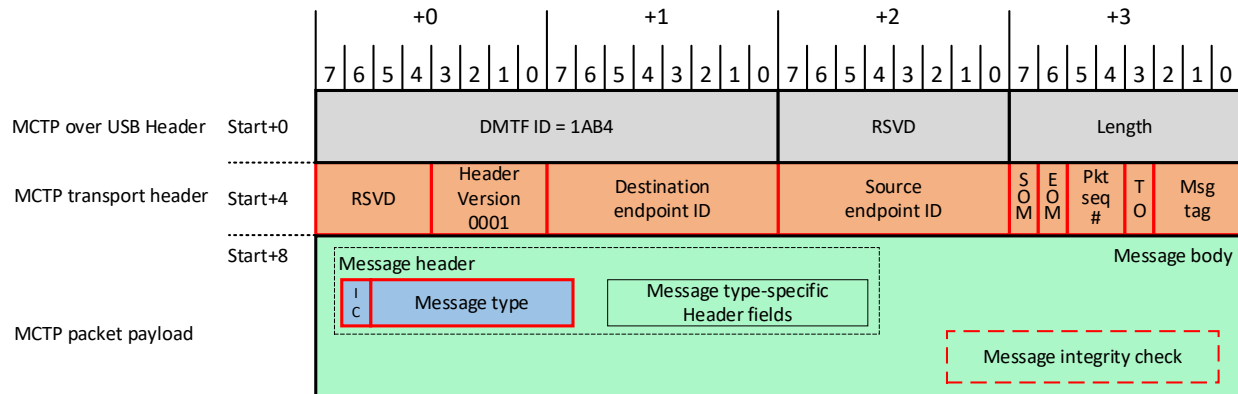 +0 +1 +2 +3
7 6 5 4 3 2 1 0 7 6 5 4 3 2 1 0 7 6 5 4 3 2 1 0 7 6 5 4 3 2 1 0
MCTP over USB Header Start+0 DMTF ID = 1AB4 RSVD Length
MCTP transport header Start+4
RSVD
Header
Version
0001
Destination
endpoint ID
Source
endpoint ID
S
O
M
E
O
M
Pkt
seq
#
T
O
Msg
tag
Start+8
Message body
Message header
I
C
Message type
Message type-specific
Header fields
MCTP packet payload
Message integrity check